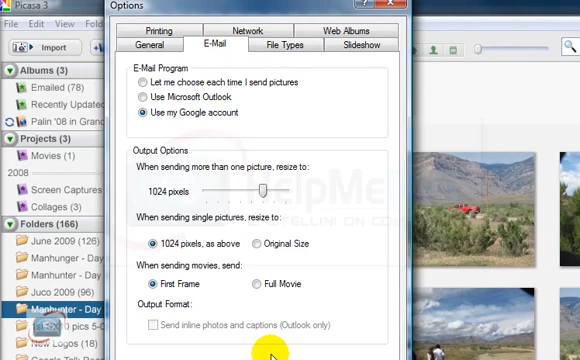 Picasa 3
Options
File
Edit
Import
Printing
Network
Web Albums
General
E-Mail
File Types
Slideshow
Albums (3)
Emailed (78)
Recently Updated
Palin '08 in Grand
Projects (3)
Movies (1)
2008
Screen Captures
Collages (3)
Folders (166)
June 2009 (126)
Manhunger - Day
Manhunter - Day
Juco 2009 (96)
Manhunter - Day
pics 5-0
New Logos (1)
E-Mail Program
Let me choose each time I send pictures
Use Microsoft Outlook
Use my Google account
Output Options
When sending more than one picture, resize to:
1024 pixels
When sending single pictures, resize to:
1024 pixels, as above
Original Size
When sending movies, send:
First Frame
Full Movie
Output Format:
Send inline photos and captions (Outlook only)